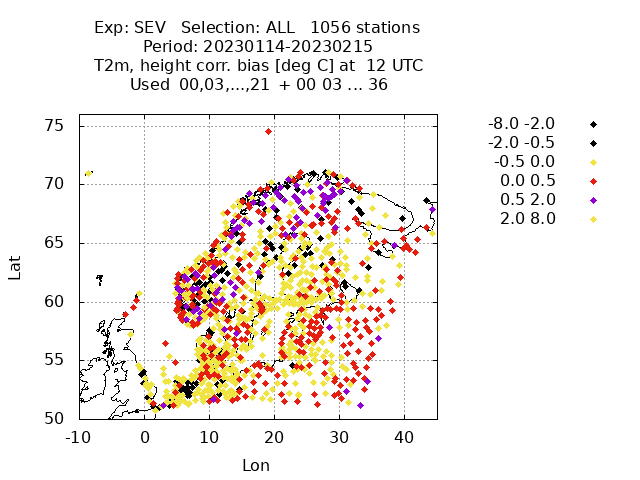 Exp: SEV   Selection: ALL   1056 stations
Period: 20230114-20230215
T2m, height corr. bias [deg C] at  12 UTC
Used  00,03,...,21  + 00 03 ... 36
-8.0 -2.0
-2.0 -0.5
-0.5 0.0
0.0 0.5
0.5 2.0
2.0 8.0
75
70
65
60
55
50
Lat
-10 0 10 20 30 40
Lon